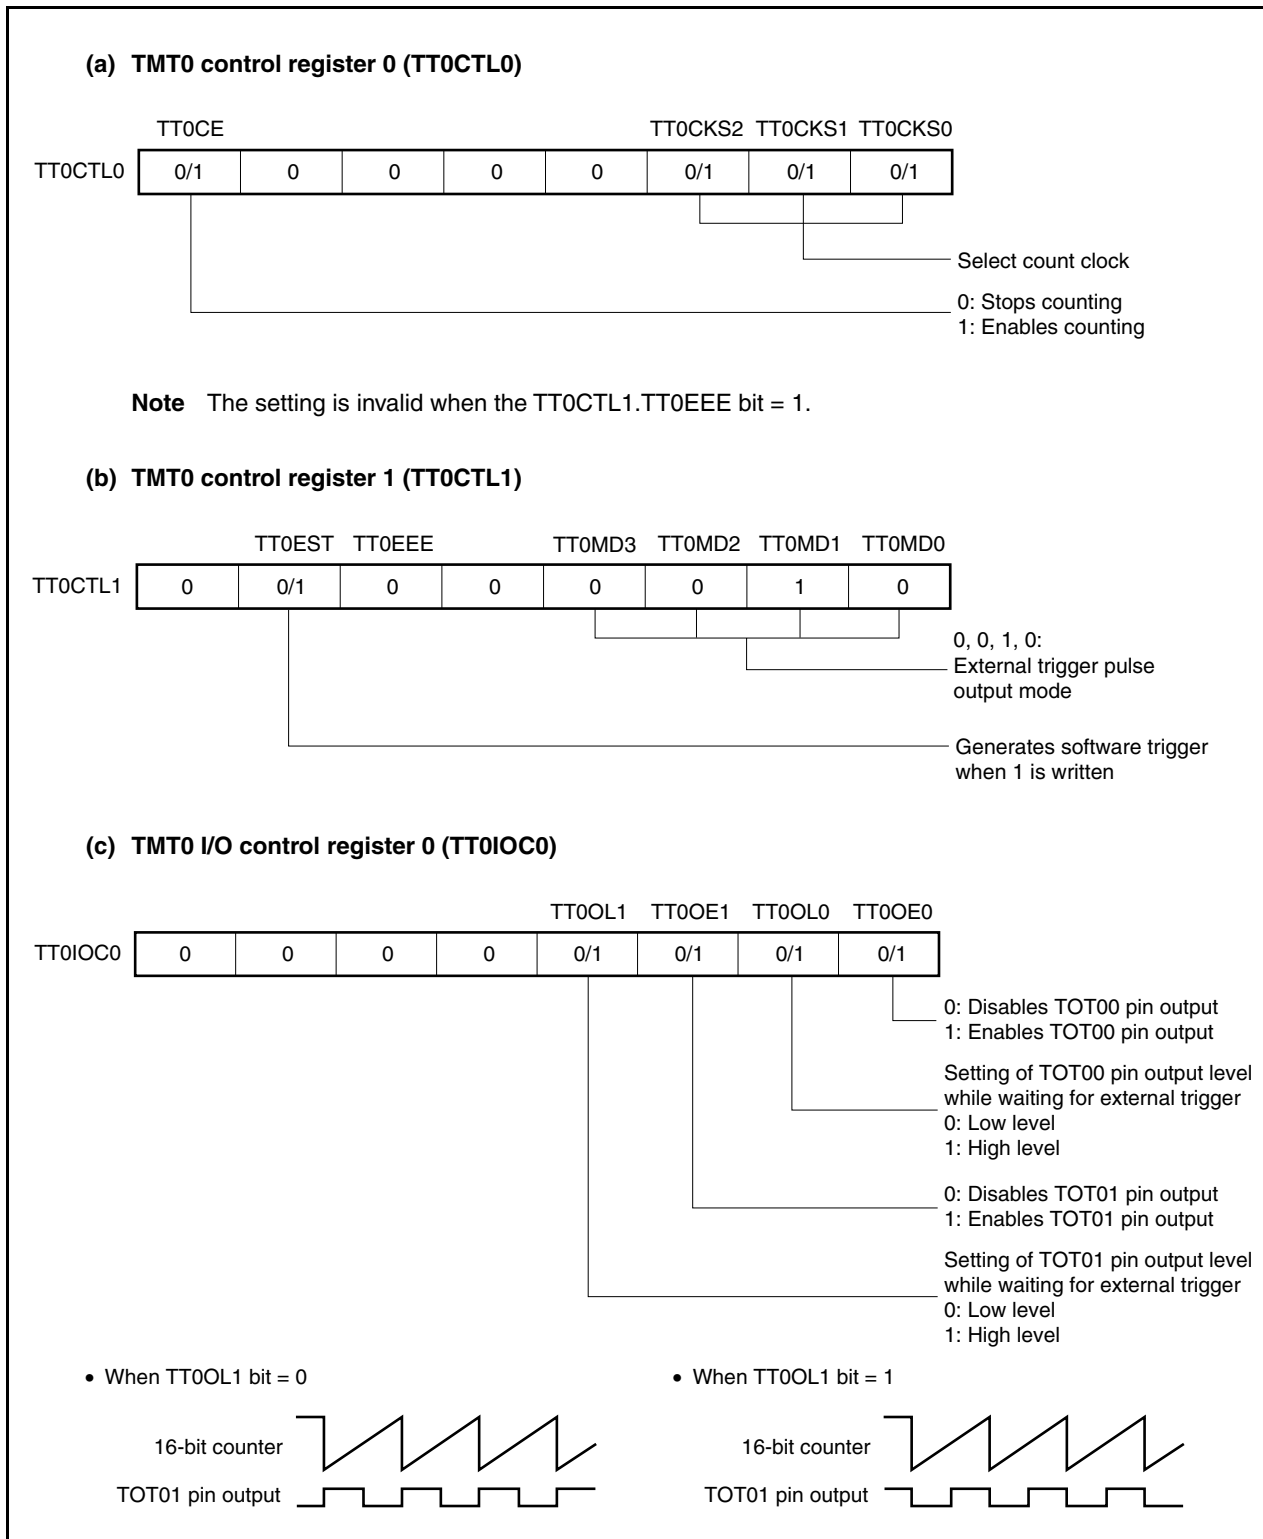 (a) TMT0 control register 0 (TT0CTL0)
TT0CE TT0CKS2 TT0CKS1 TT0CKS0
TT0CTL0 0/1 0 0 0 0 0/1 0/1 0/1
Select count clock
0: Stops counting
1: Enables counting
Note The setting is invalid when the TT0CTL1.TT0EEE bit = 1.
(b) TMT0 control register 1 (TT0CTL1)
TT0EST TT0EEE TT0MD3 TT0MD2 TT0MD1 TT0MD0
TT0CTL1 0 0/1 0 0 0 0 1 0
0, 0, 1, 0:
External trigger pulse
output mode
Generates software trigger
when 1 is written
(c) TMT0 I/O control register 0 (TT0IOC0)
TT0OL1 TT0OE1 TT0OL0 TT0OE0
TT0IOC0 0 0 0 0 0/1 0/1 0/1 0/1
0: Disables TOT00 pin output
1: Enables TOT00 pin output
Setting of TOT00 pin output level
while waiting for external trigger
0: Low level
1: High level
0: Disables TOT01 pin output
1: Enables TOT01 pin output
Setting of TOT01 pin output level
while waiting for external trigger
0: Low level
1: High level
• When TT0OL1 bit = 0
16-bit counter
TOT01 pin output
• When TT0OL1 bit = 1
16-bit counter
TOT01 pin output